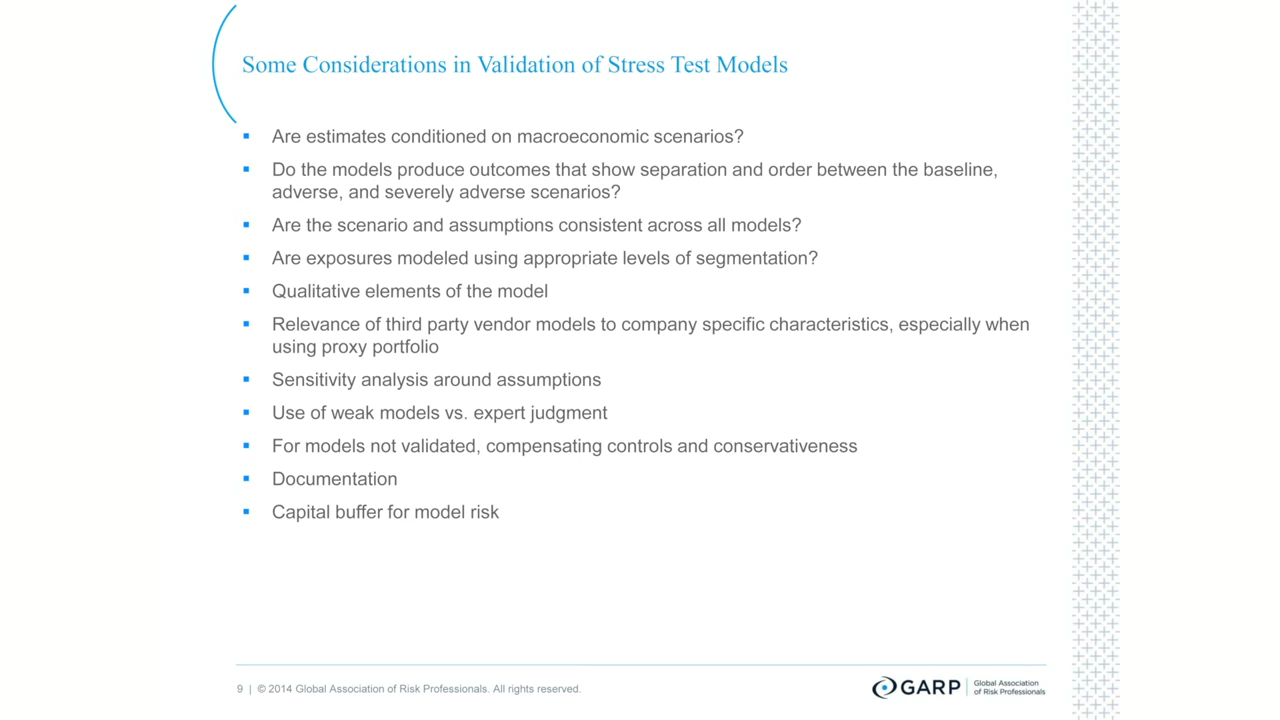 Some Considerations in Validation of Stress Test Models
▪ Are estimates conditioned on macroeconomic scenarios?
▪ Do the models produce outcomes that show separation and order between the baseline,
adverse, and severely adverse scenarios?
▪ Are the scenario and assumptions consistent across all models?
▪ Are exposures modeled using appropriate levels of segmentation?
▪ Qualitative elements of the model
▪ Relevance of third party vendor models to company specific characteristics, especially when
using proxy portfolio
▪ Sensitivity analysis around assumptions
▪ Use of weak models vs. expert judgment
▪ For models not validated, compensating controls and conservativeness
▪ Documentation
▪ Capital buffer for model risk
9 | © 2014 Global Association of Risk Professionals. All rights reserved.
GARP
Global Association
of Risk Professionals